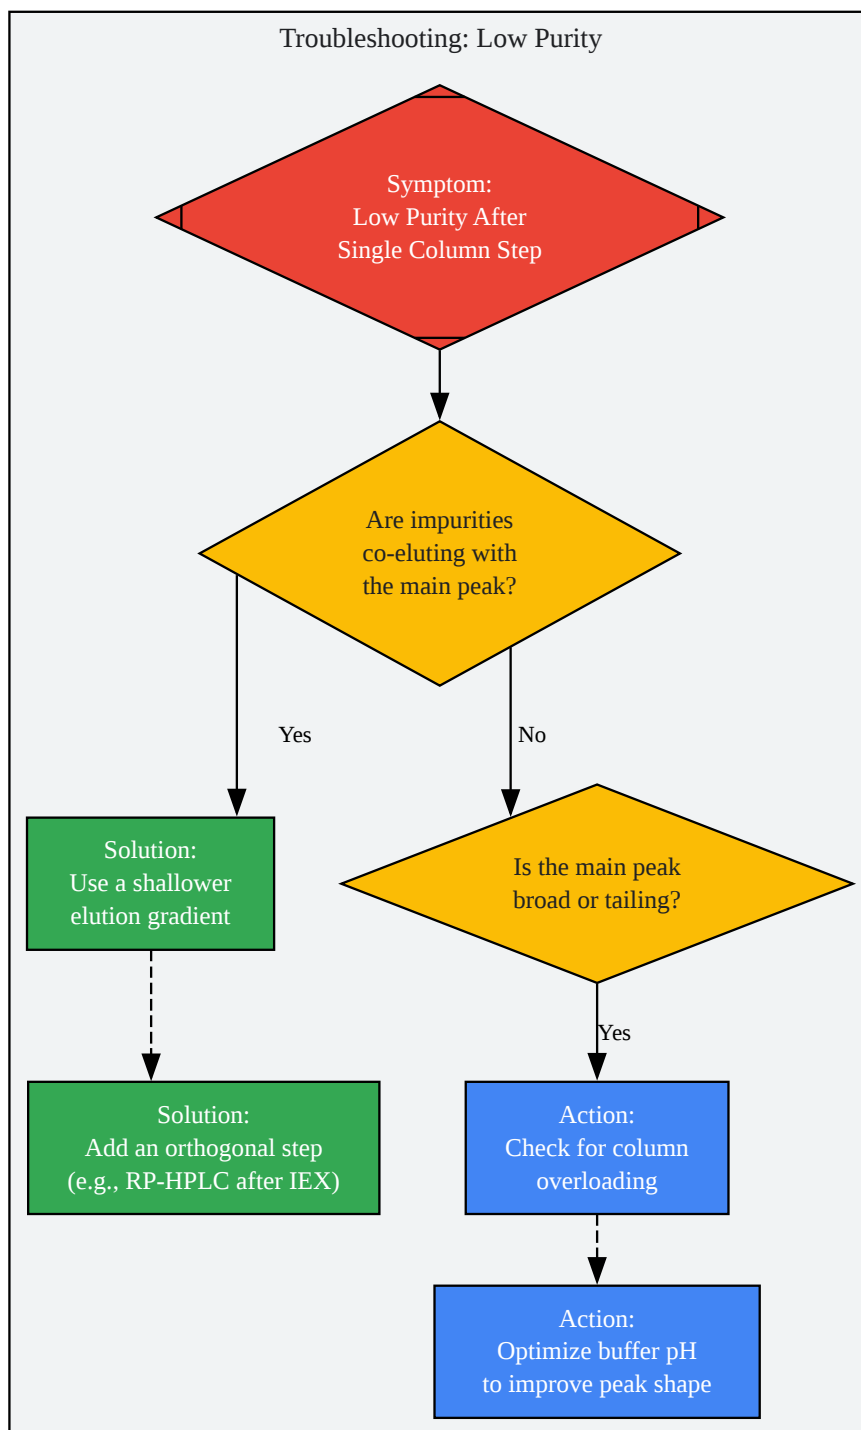 Troubleshooting: Low Purity
Symptom:
Low Purity After
Single Column Step
Are impurities
co-eluting with
the main peak?
Yes
No
Solution:
Use a shallower
elution gradient
Is the main peak
broad or tailing?
Yes
Solution:
Add an orthogonal step
(e.g., RP-HPLC after IEX)
Action:
Check for column
overloading
Action:
Optimize buffer pH
to improve peak shape